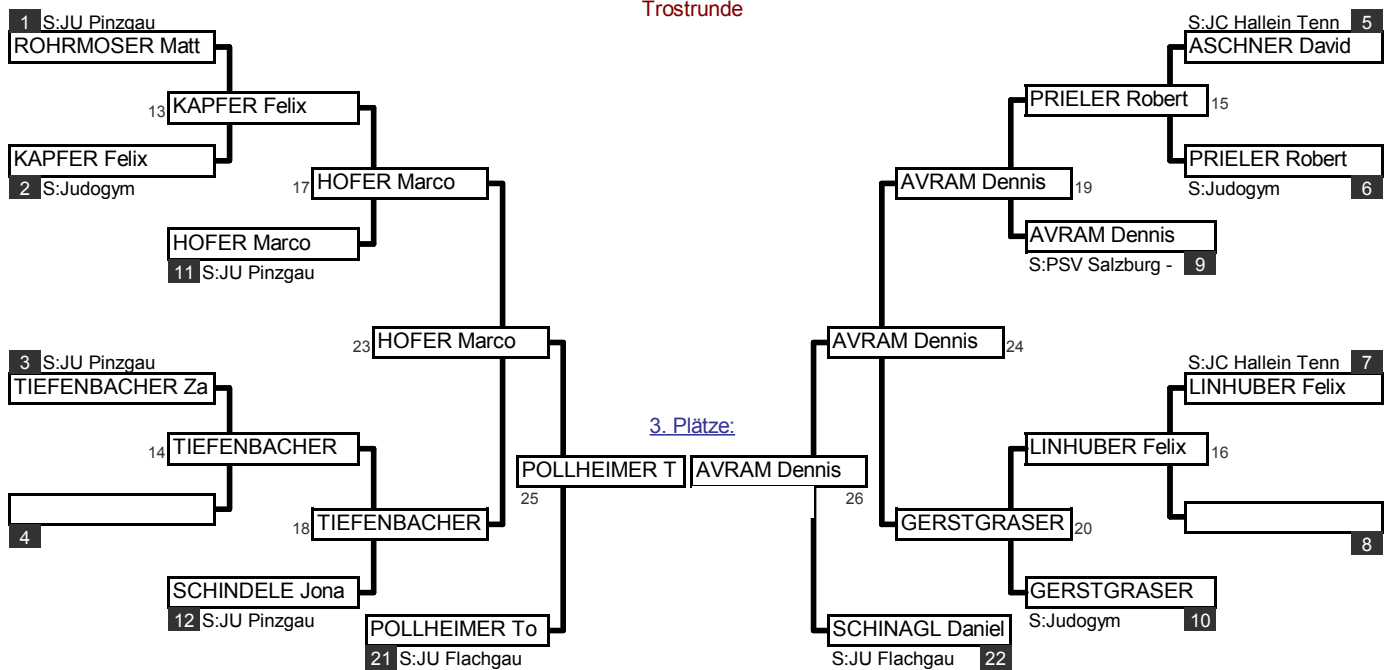 Trostrunde
1 S:JU Pinzgau
S:JC Hallein Tenn 5
ROHRMOSER Matt
ASCHNER David
13 KAPFER Felix
PRIELER Robert 15
KAPFER Felix
PRIELER Robert
2 S:Judogym
S:Judogym 6
17 HOFER Marco
AVRAM Dennis 19
HOFER Marco
AVRAM Dennis
11 S:JU Pinzgau
S:PSV Salzburg - 9
23 HOFER Marco
AVRAM Dennis 24
3 S:JU Pinzgau
S:JC Hallein Tenn 7
TIEFENBACHER Za
LINHUBER Felix
3. Plätze:
14 TIEFENBACHER
LINHUBER Felix 16
POLLHEIMER T
AVRAM Dennis
25
26
4
8
18 TIEFENBACHER
GERSTGRASER 20
SCHINDELE Jona
GERSTGRASER
12 S:JU Pinzgau
S:Judogym 10
POLLHEIMER To
SCHINAGL Daniel
21 S:JU Flachgau
S:JU Flachgau 22